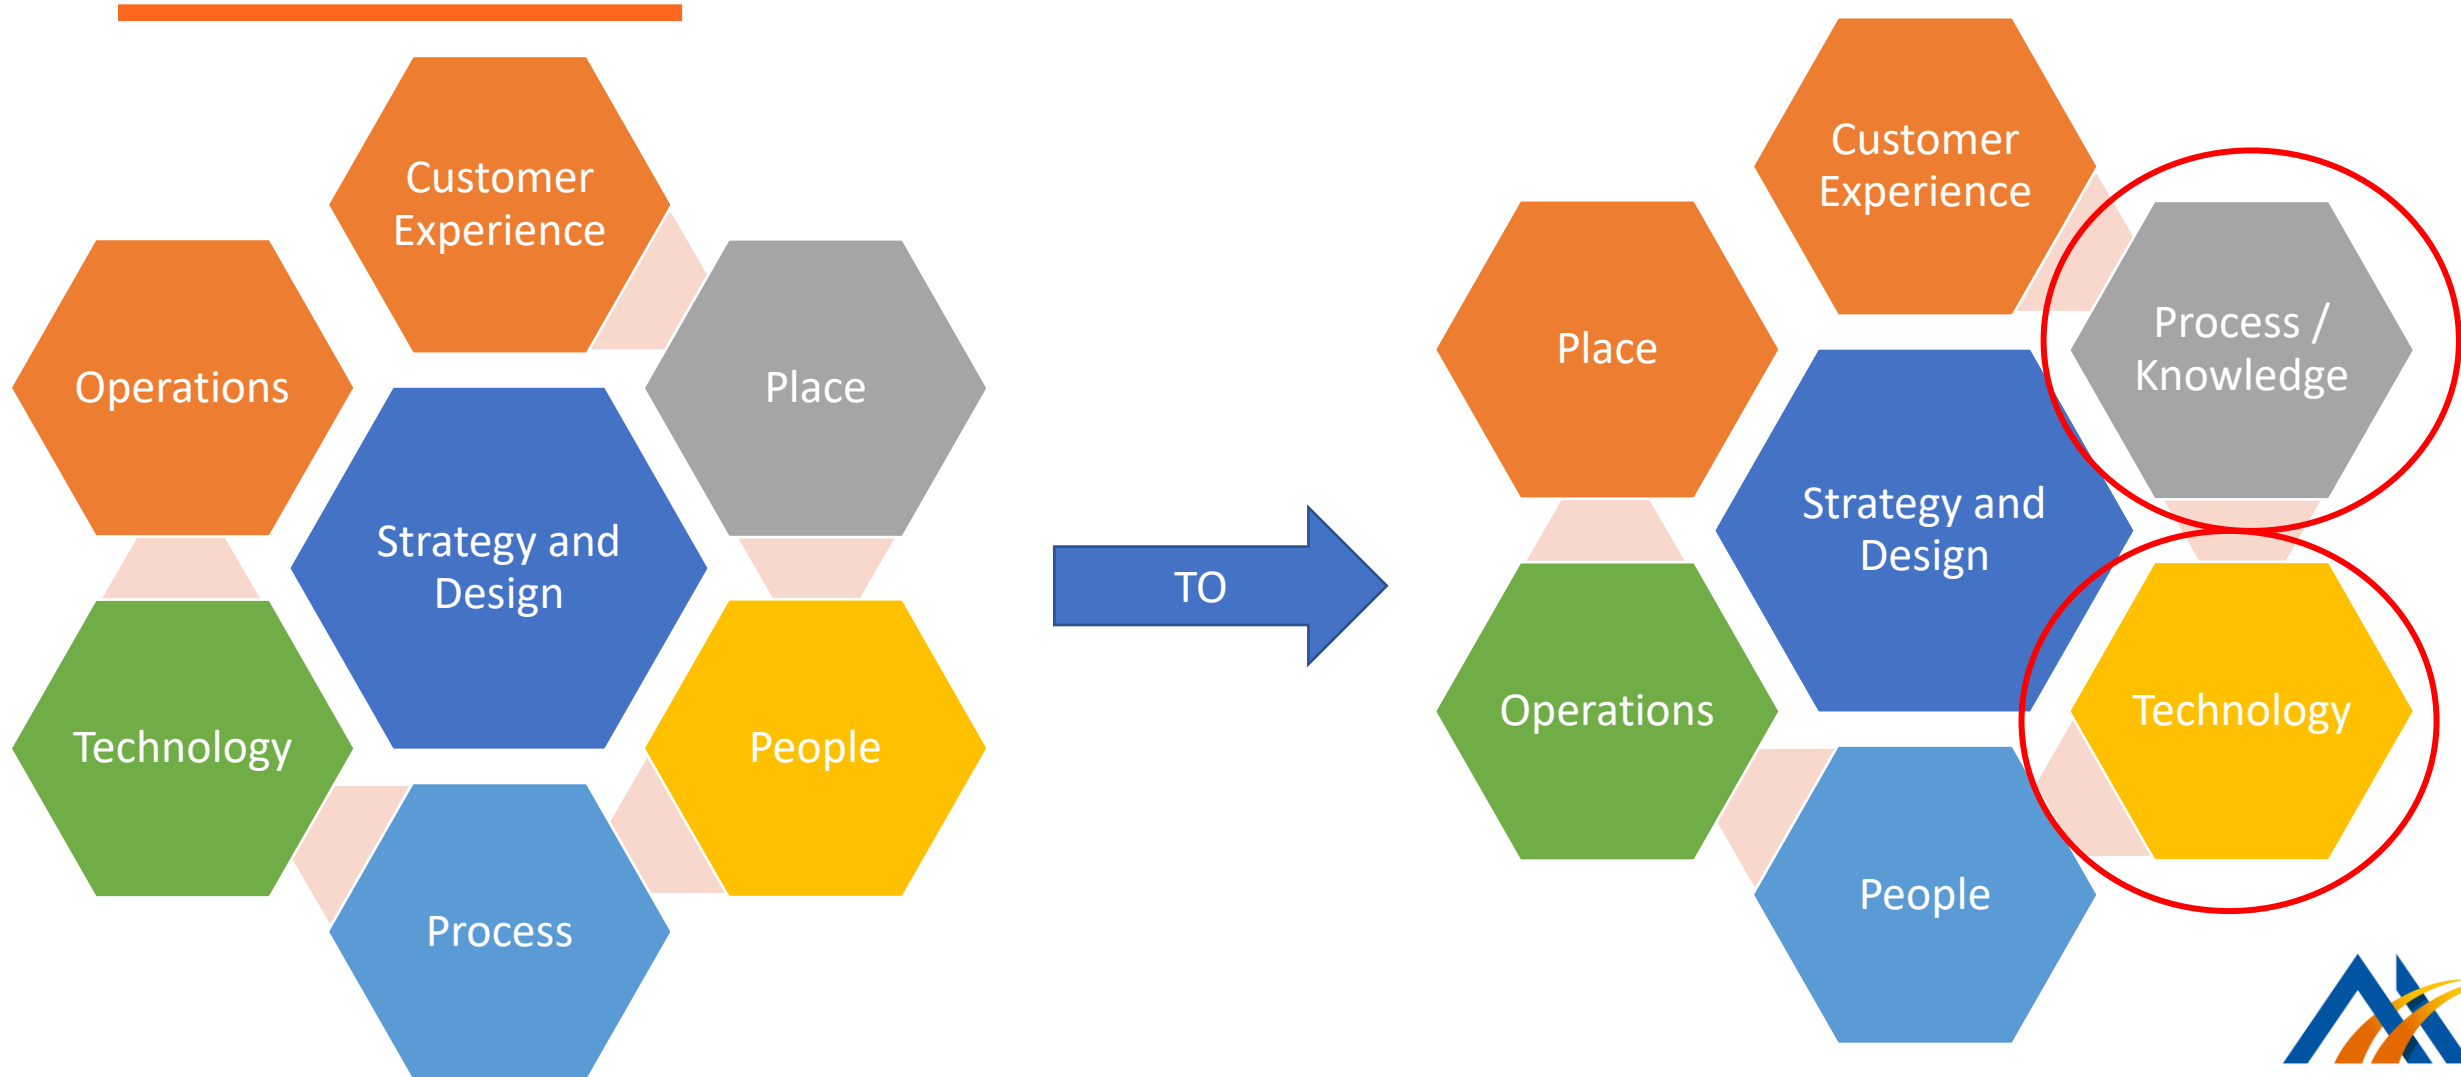 Customer
Experience
Operations
Place
Strategy and
Design
Technology
People
Process
TO
Customer
Experience
Place
Process /
Knowledge
Strategy and
Design
Operations
Technology
People